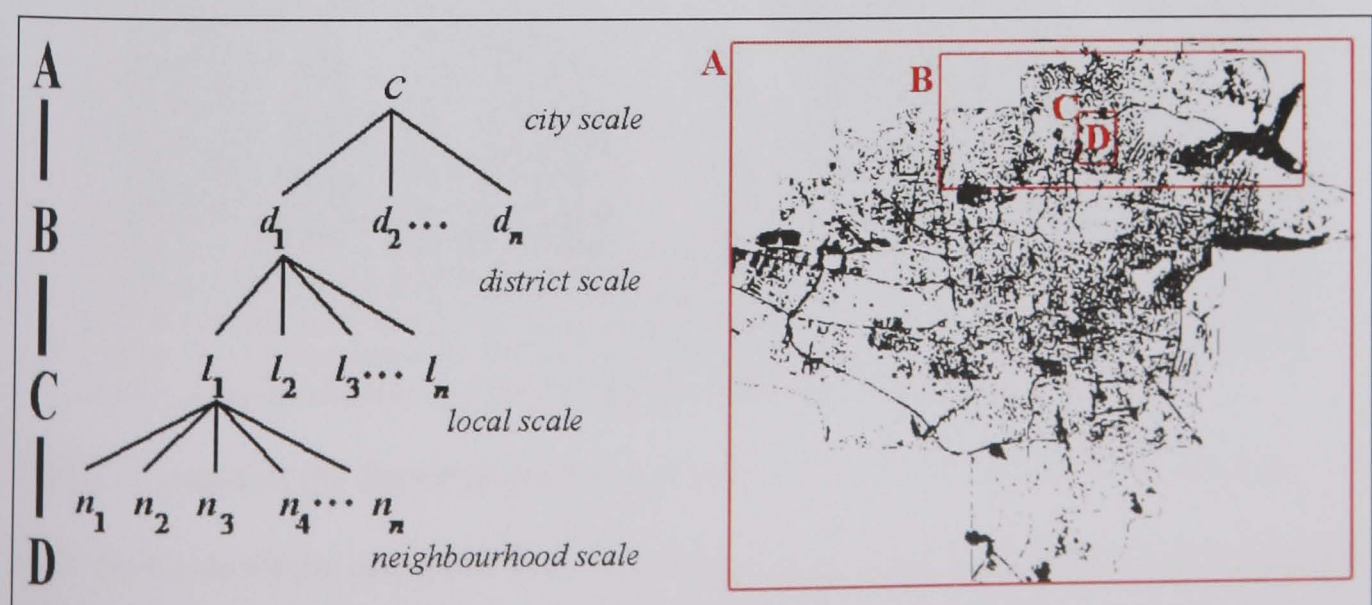 A
c
city scale
B
d1 d2 ... dn
district scale
C
l1 l2 l3 ... ln
local scale
D
n1 n2 n3 n4 ... nn
neighbourhood scale
A
B
C
D